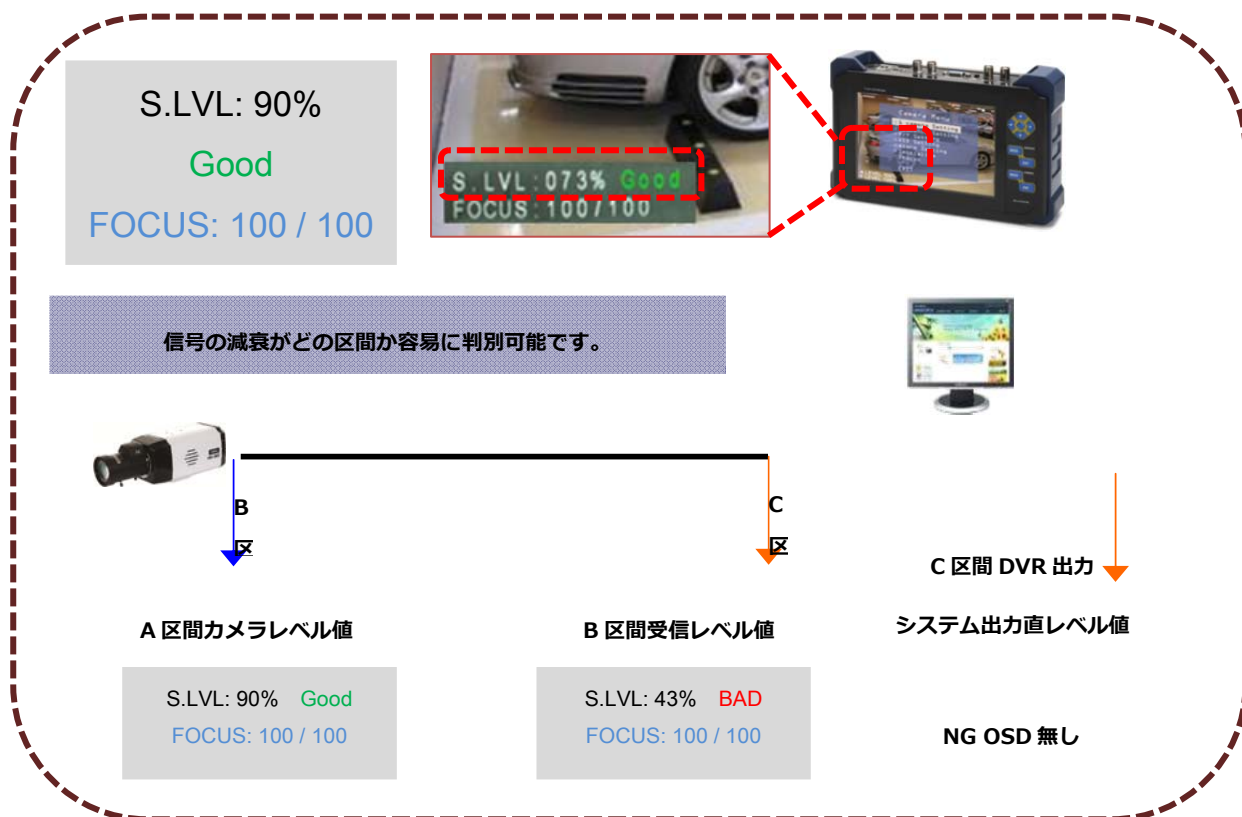 S.LVL: 90%
Good
FOCUS: 100 / 100
S.LVL:073% Good
FOCUS:100/100
Camera Menu
信号の減衰がどの区間か容易に判別可能です。
B
区
C
区
C 区間 DVR 出力
システム出力直レベル値
A 区間カメラレベル値
B 区間受信レベル値
S.LVL: 90% Good
FOCUS: 100 / 100
S.LVL: 43% BAD
FOCUS: 100 / 100
NG OSD 無し